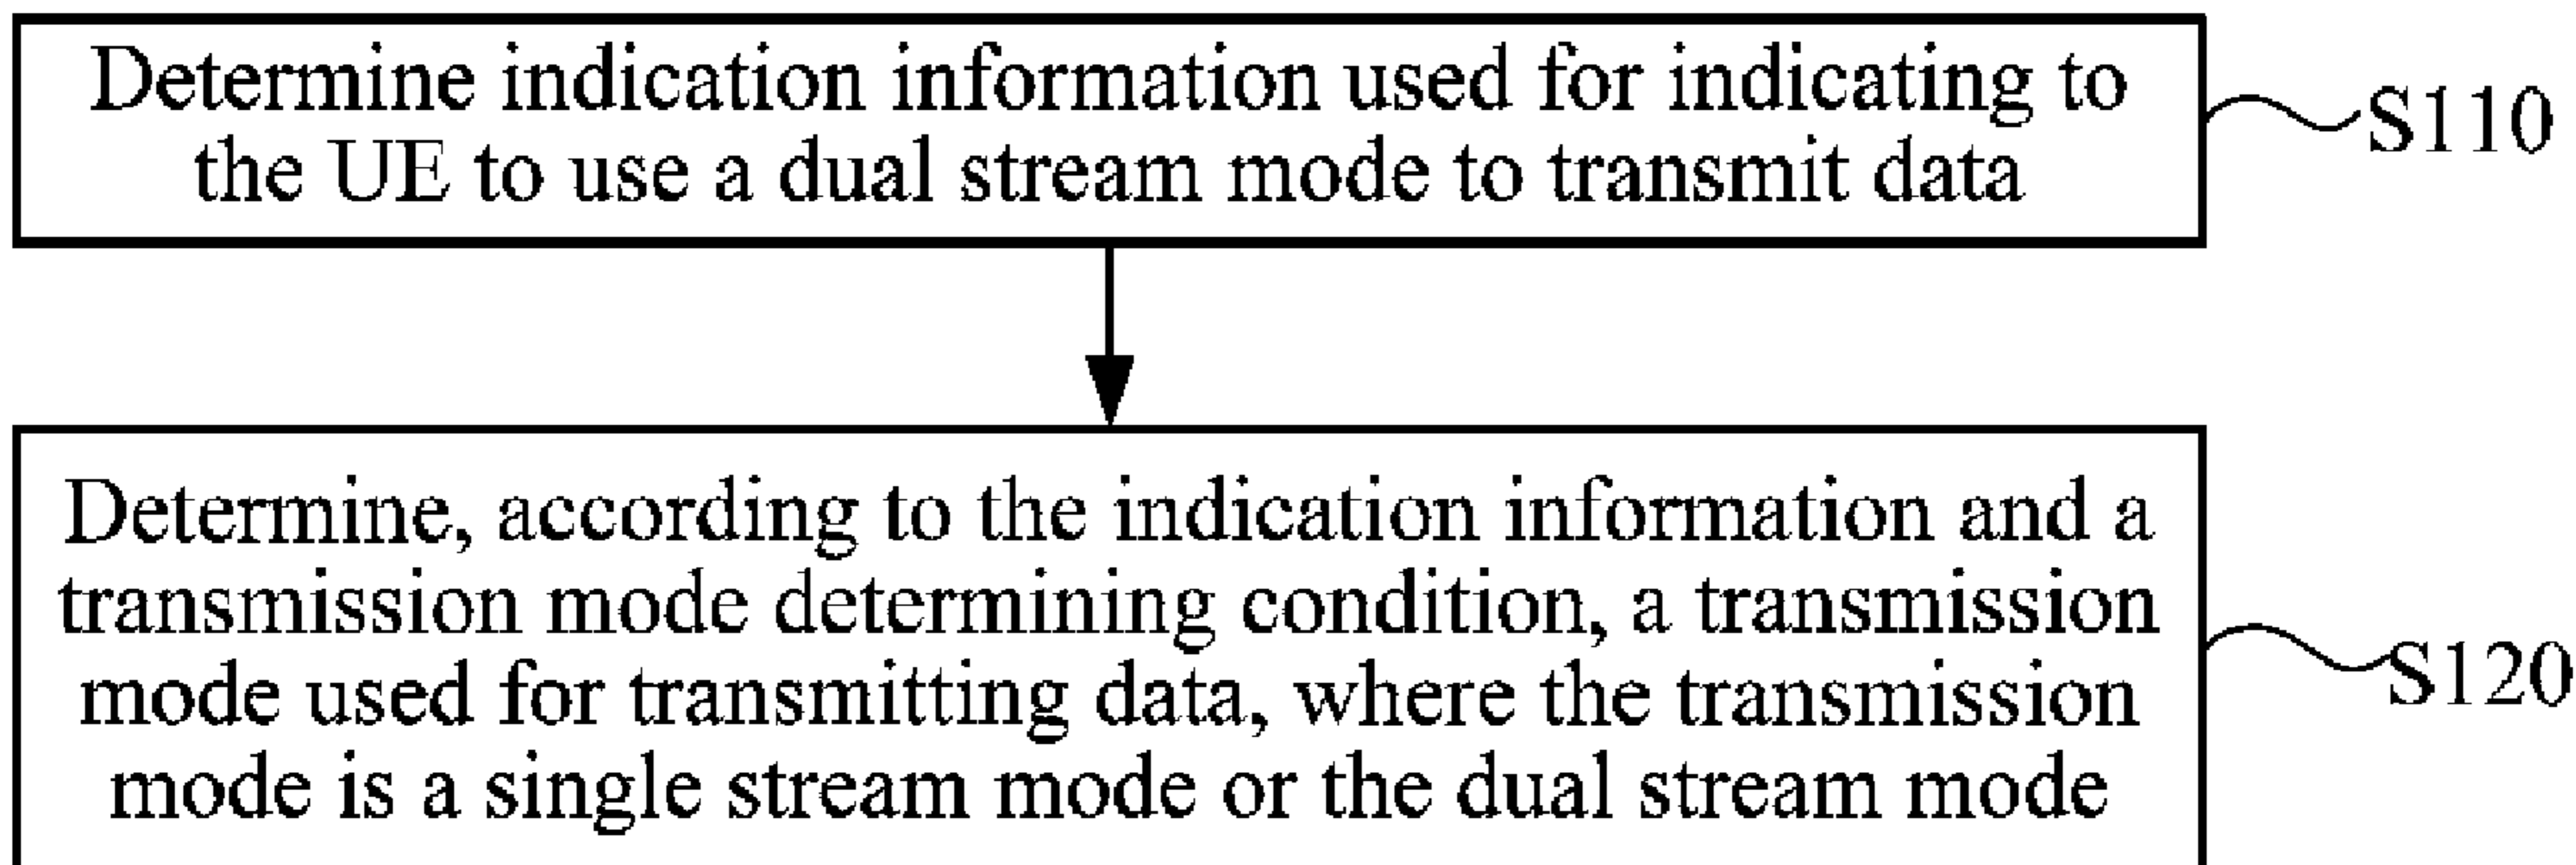 Determine indication information used for indicating to
the UE to use a dual stream mode to transmit data
S110
Determine, according to the indication information and a
transmission mode determining condition, a transmission
mode used for transmitting data, where the transmission
mode is a single stream mode or the dual stream mode
S120